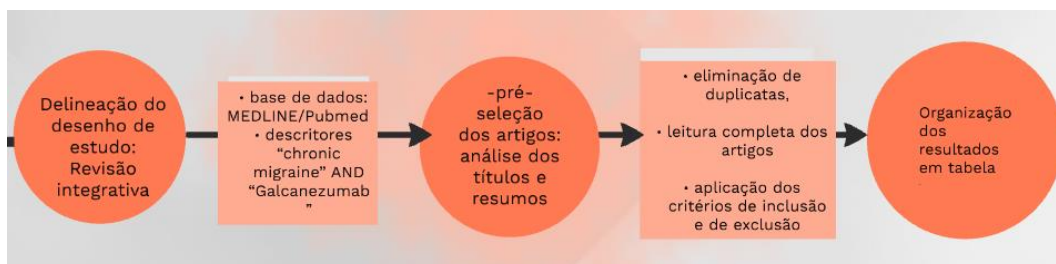 Delineação do
desenho de
estudo:
Revisão
integrativa
• base de dados:
MEDLINE/Pubmed
• descritores
“chronic
migraine” AND
“Galcanezumab
”
-pré-
seleção
dos artigos:
análise dos
títulos e
resumos
• eliminação de
duplicatas,
• leitura completa dos
artigos
• aplicação dos
critérios de inclusão
e de exclusão
Organização
dos
resultados
em tabela
.